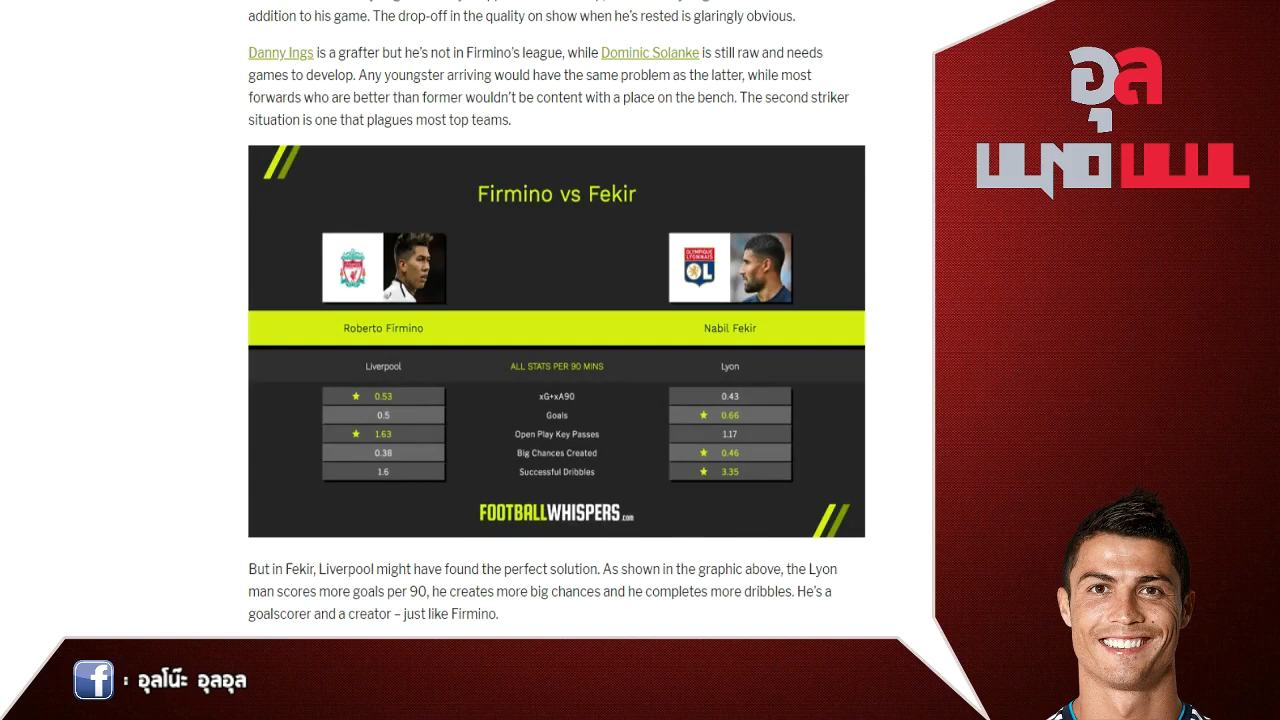 addition to his game. The drop-off in the quality on show when he's rested is glaringly obvious.
Danny Ings is a grafter but he's not in Firmino's league, while Dominic Solanke is still raw and needs
games to develop. Any youngster arriving would have the same problem as the latter, while most
forwards who are better than former wouldn't be content with a place on the bench. The second striker
situation is one that plagues most top teams.
Firmino vs Fekir
OLYMPIQUE
LYONNAIS
OL
Roberto Firmino Nabil Fekir
Liverpool ALL STATS PER 90 MINS Lyon
★ 0.53 xG+xA90 0.43
0.5 Goals ★ 0.66
★ 1.63 Open Play Key Passes 1.17
0.38 Big Chances Created ★ 0.46
1.6 Successful Dribbles ★ 3.35
FOOTBALLWHISPERS.com
But in Fekir, Liverpool might have found the perfect solution. As shown in the graphic above, the Lyon
man scores more goals per 90, he creates more big chances and he completes more dribbles. He's a
goalscorer and a creator – just like Firmino.
อุล
f : อุลโน๊ะ อุลอุล